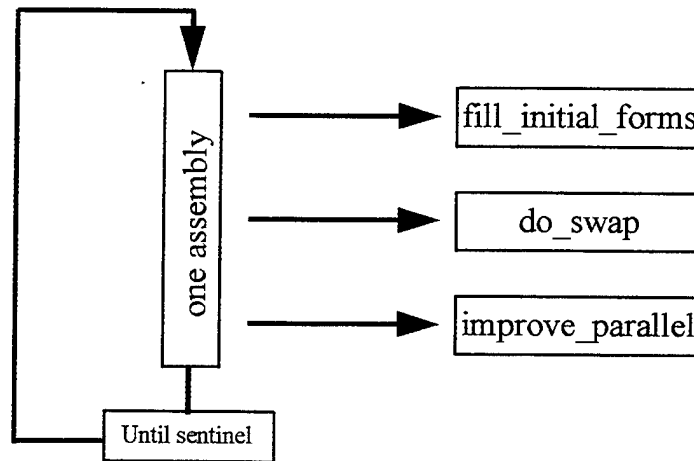 fill_initial_forms
one assembly
do_swap
improve_parallel
Until sentinel